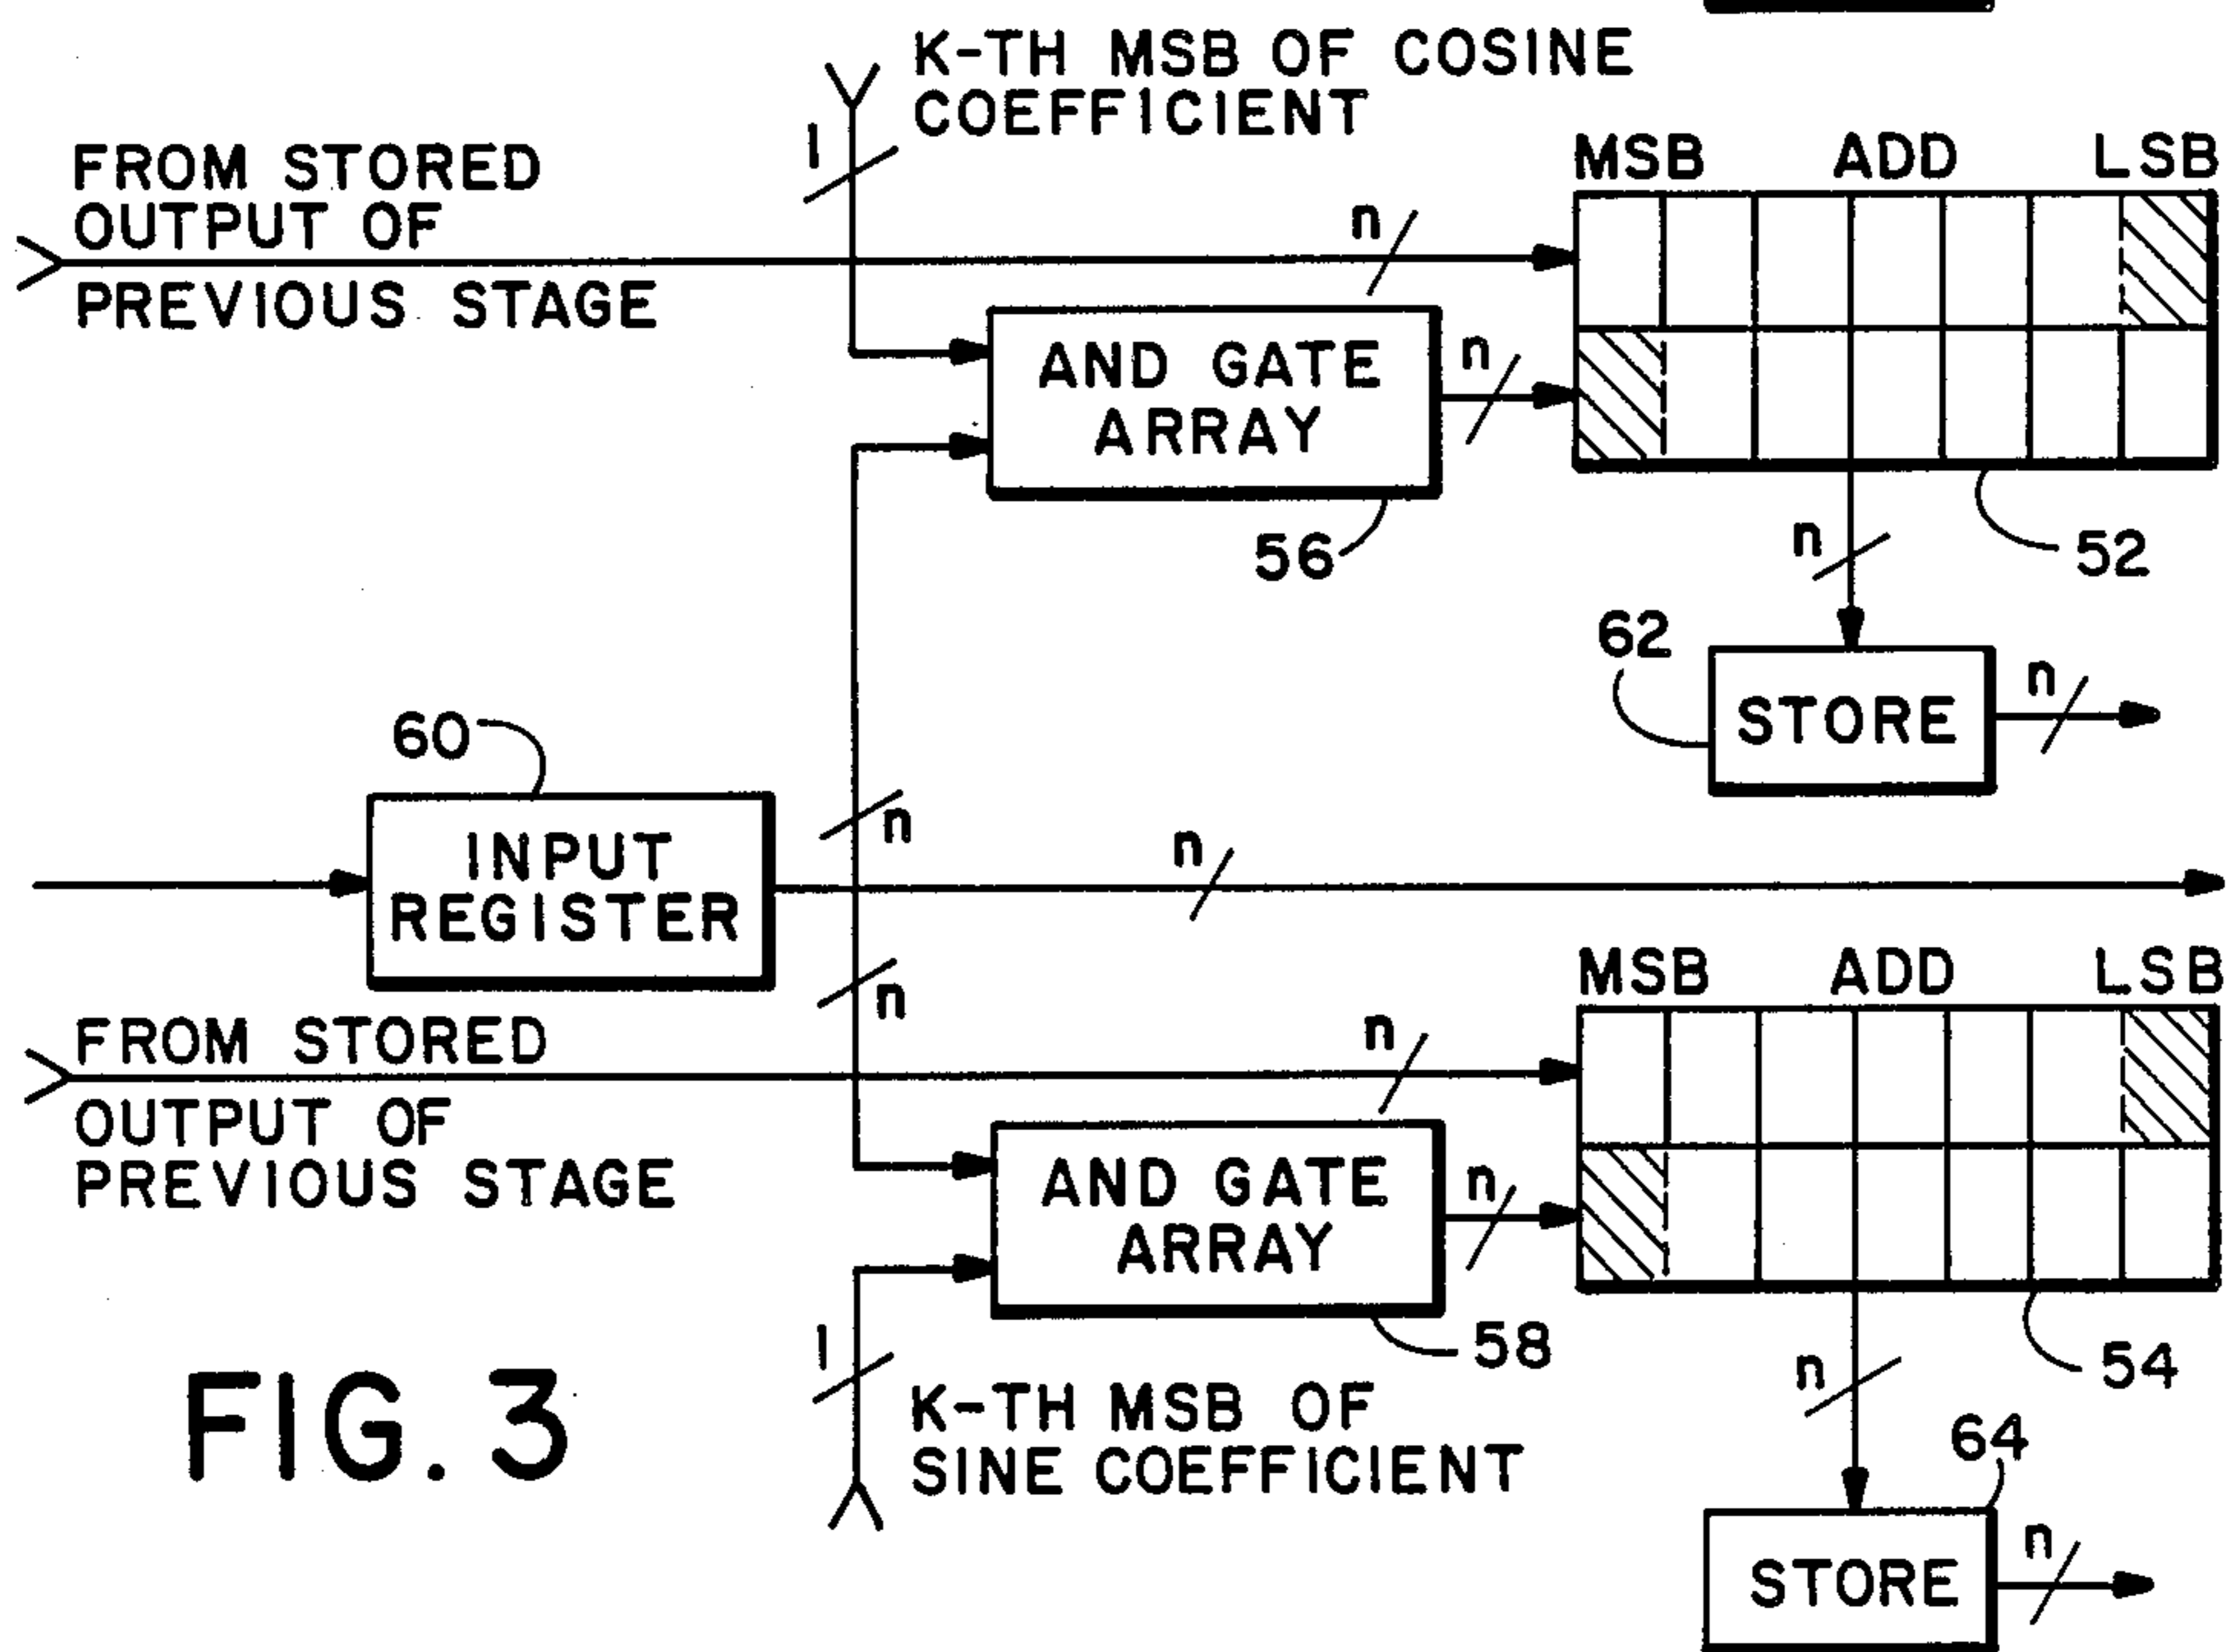 K-TH MSB OF COSINE
COEFFICIENT
1
FROM STORED
OUTPUT OF
PREVIOUS STAGE
n
MSB ADD LSB
AND GATE
ARRAY
n
56
n
52
62
STORE
n
60
INPUT
REGISTER
n
n
n
MSB ADD LSB
FROM STORED
OUTPUT OF
PREVIOUS STAGE
n
AND GATE
ARRAY
n
58
1
K-TH MSB OF
SINE COEFFICIENT
n
54
64
STORE
n
FIG. 3